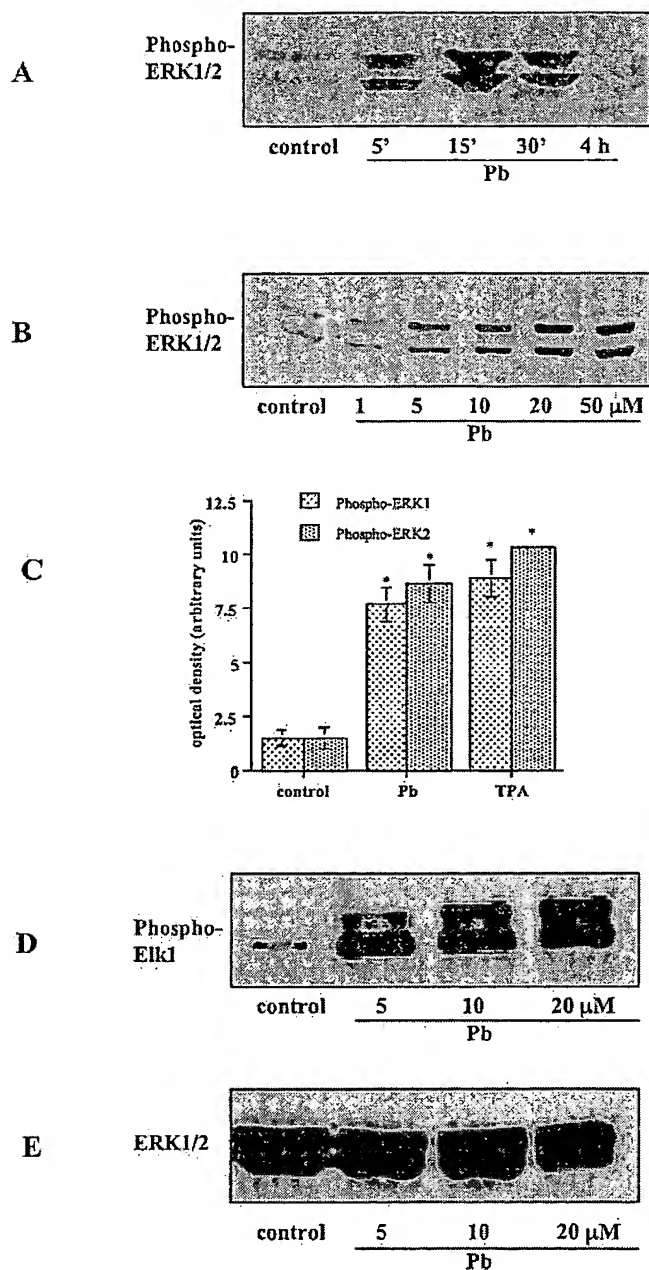 A
Phospho-
ERK1/2
control 5' 15' 30' 4 h
Pb
B
Phospho-
ERK1/2
control 1 5 10 20 50 μM
Pb
C
optical density (arbitrary units)
12.5
10
7.5
5
2.5
0
Phospho-ERK1
Phospho-ERK2
* * * *
control Pb TPA
D
Phospho-
Elk1
control 5 10 20 μM
Pb
E
ERK1/2
control 5 10 20 μM
Pb